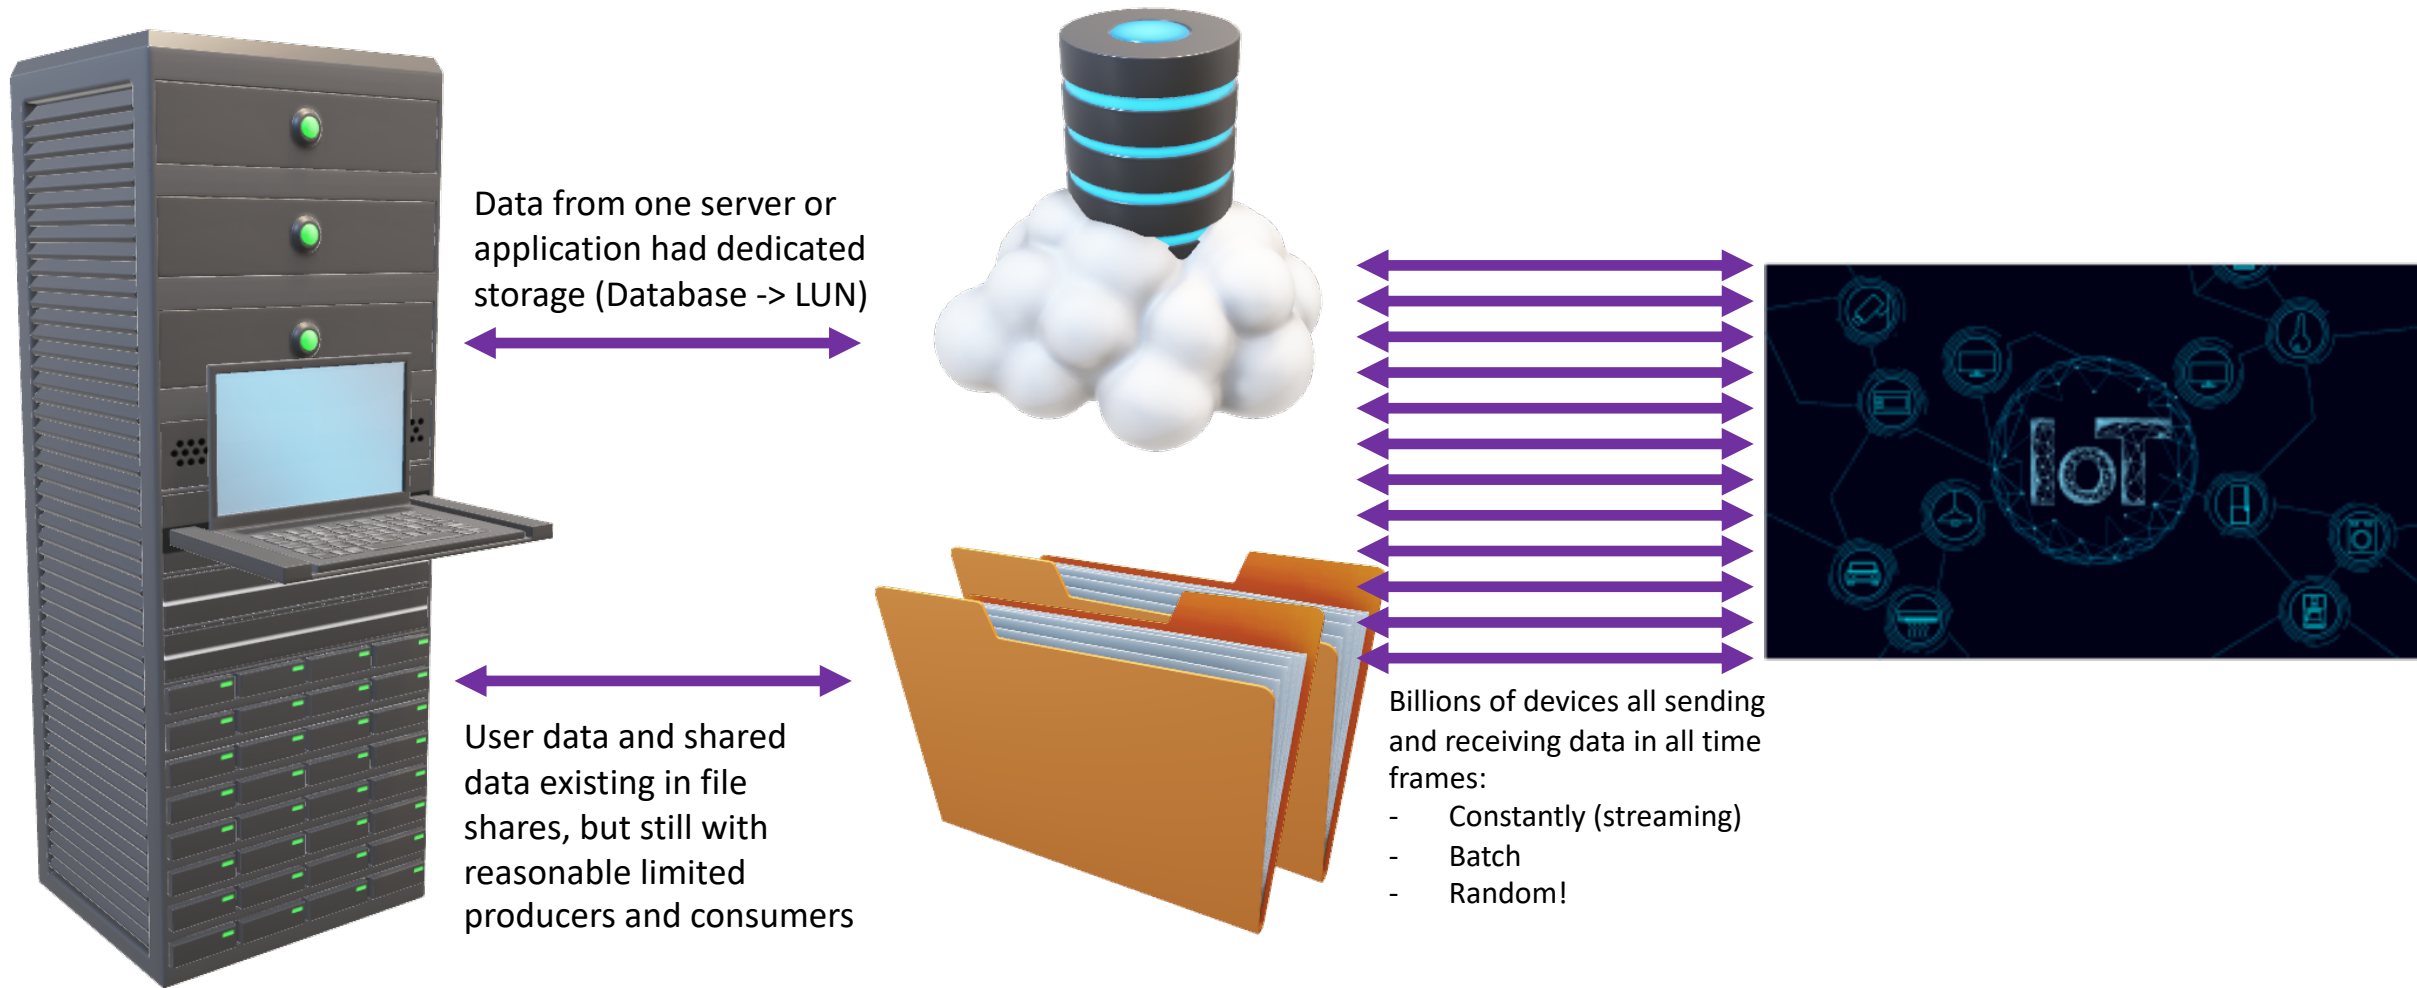 Data from one server or
application had dedicated
storage (Database -> LUN)
User data and shared
data existing in file
shares, but still with
reasonable limited
producers and consumers
IoT
Billions of devices all sending
and receiving data in all time
frames:
- Constantly (streaming)
- Batch
- Random!